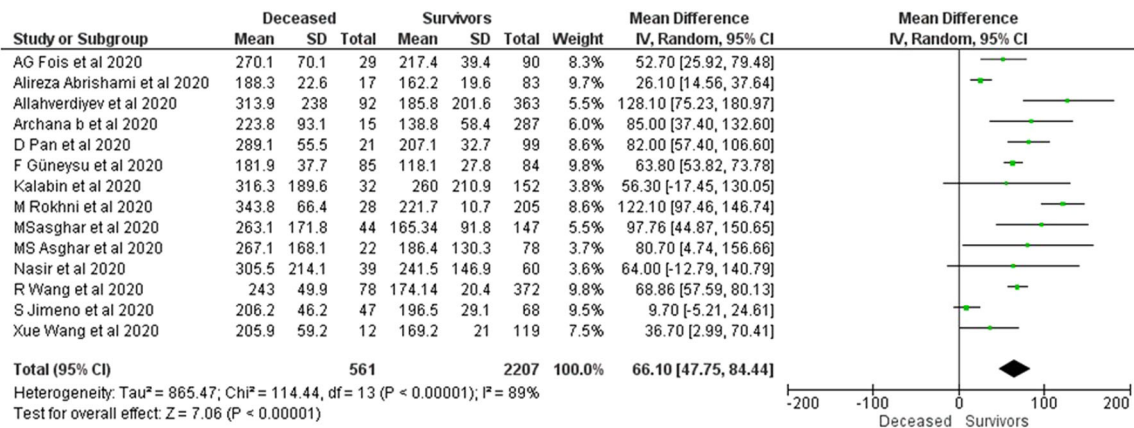 Deceased Survivors Mean Difference Mean Difference
Study or Subgroup Mean SD Total Mean SD Total Weight IV, Random, 95% CI IV, Random, 95% CI
AG Fois et al 2020 270.1 70.1 29 217.4 39.4 90 8.3% 52.70 [25.92, 79.48]
Alireza Abrishami et al 2020 188.3 22.6 17 162.2 19.6 83 9.7% 26.10 [14.56, 37.64]
Allahverdiyev et al 2020 313.9 238 92 185.8 201.6 363 5.5% 128.10 [75.23, 180.97]
Archana b et al 2020 223.8 93.1 15 138.8 58.4 287 6.0% 85.00 [37.40, 132.60]
D Pan et al 2020 289.1 55.5 21 207.1 32.7 99 8.6% 82.00 [57.40, 106.60]
F Güneysu et al 2020 181.9 37.7 85 118.1 27.8 84 9.8% 63.80 [53.82, 73.78]
Kalabin et al 2020 316.3 189.6 32 260 210.9 152 3.8% 56.30 [-17.45, 130.05]
M Rokhni et al 2020 343.8 66.4 28 221.7 10.7 205 8.6% 122.10 [97.46, 146.74]
MSasghar et al 2020 263.1 171.8 44 165.34 91.8 147 5.5% 97.76 [44.87, 150.65]
MS Asghar et al 2020 267.1 168.1 22 186.4 130.3 78 3.7% 80.70 [4.74, 156.66]
Nasir et al 2020 305.5 214.1 39 241.5 146.9 60 3.6% 64.00 [-12.79, 140.79]
R Wang et al 2020 243 49.9 78 174.14 20.4 372 9.8% 68.86 [57.59, 80.13]
S Jimeno et al 2020 206.2 46.2 47 196.5 29.1 68 9.4% 9.70 [-5.21, 24.61]
Xue Wang et al 2020 205.9 59.2 12 169.2 21 119 7.5% 36.70 [2.99, 70.41]
Total (95% CI) 561 2207 100.0% 66.10 [47.75, 84.44]
Heterogeneity: Tau² = 865.47; Chi² = 114.44, df = 13 (P < 0.00001); I² = 89%
Test for overall effect: Z = 7.06 (P < 0.00001)
-200 -100 0 100 200
Deceased Survivors